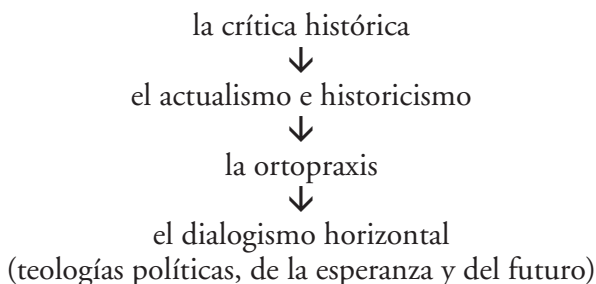 la crítica histórica
↓
el actualismo e historicismo
↓
la ortopraxis
↓
el dialogismo horizontal
(teologías políticas, de la esperanza y del futuro)